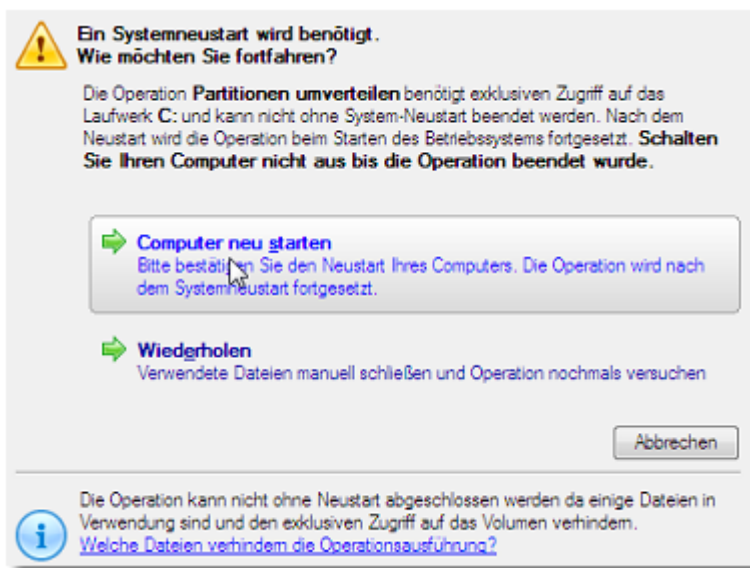 Ein Systemneustart wird benötigt.
Wie möchten Sie fortfahren?
Die Operation Partitionen umverteilen benötigt exklusiven Zugriff auf das
Laufwerk C: und kann nicht ohne System-Neustart beendet werden. Nach dem
Neustart wird die Operation beim Starten des Betriebssystems fortgesetzt. Schalten
Sie Ihren Computer nicht aus bis die Operation beendet wurde.
Computer neu starten
Bitte bestätigen Sie den Neustart Ihres Computers. Die Operation wird nach
dem Systemneustart fortgesetzt.
Wiederholen
Verwendete Dateien manuell schließen und Operation nochmals versuchen
Abbrechen
Die Operation kann nicht ohne Neustart abgeschlossen werden da einige Dateien in
Verwendung sind und den exklusiven Zugriff auf das Volumen verhindern.
Welche Dateien verhindern die Operationsausführung?